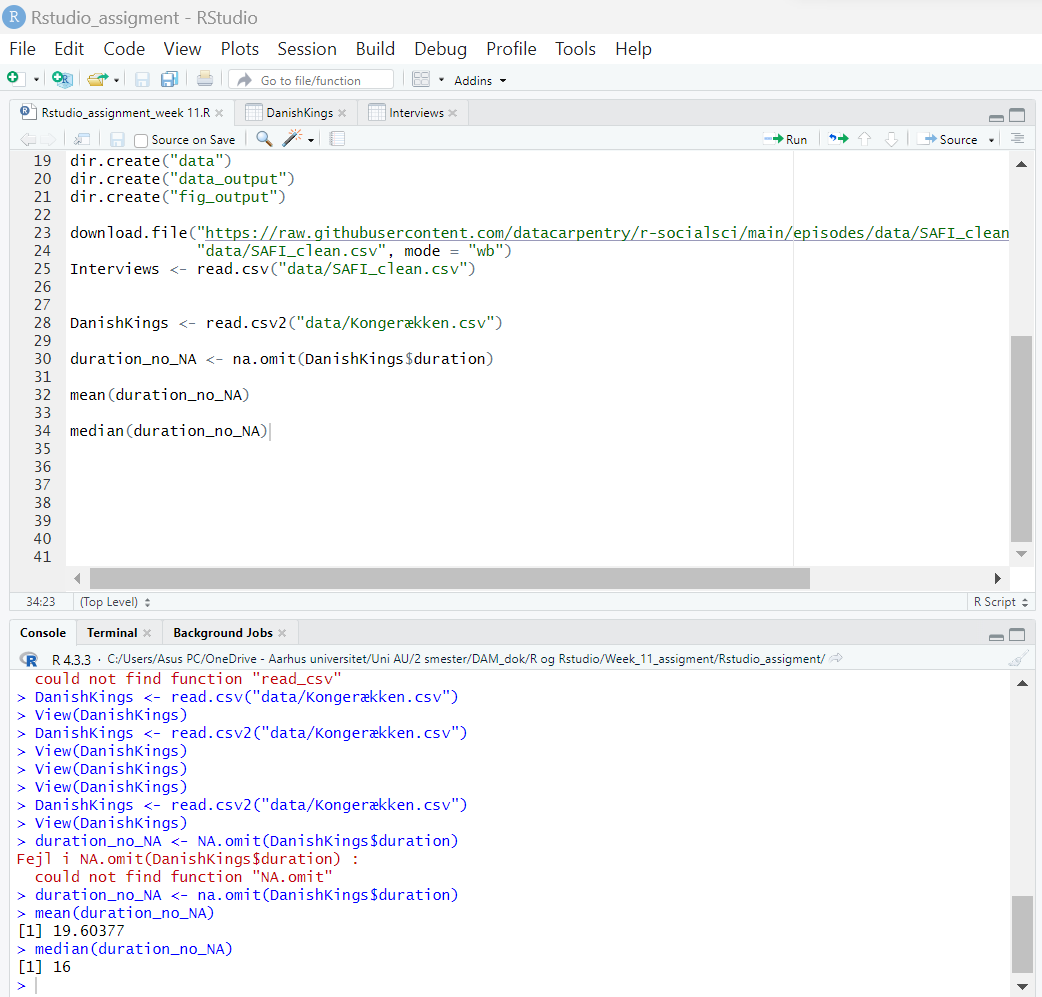 Rstudio_assigment - RStudio
File Edit Code View Plots Session Build Debug Profile Tools Help
Go to file/function Addins
Rstudio_assignment_week 11.R DanishKings Interviews
Source on Save Run Source
19 dir.create("data")
20 dir.create("data_output")
21 dir.create("fig_output")
22
23 download.file("https://raw.githubusercontent.com/datacarpentry/r-socialsci/main/episodes/data/SAFI_clean
24 "data/SAFI_clean.csv", mode = "wb")
25 Interviews <- read.csv("data/SAFI_clean.csv")
26
27
28 DanishKings <- read.csv2("data/Kongerækken.csv")
29
30 duration_no_NA <- na.omit(DanishKings$duration)
31
32 mean(duration_no_NA)
33
34 median(duration_no_NA)
35
36
37
38
39
40
41
34:23 (Top Level) R Script
Console Terminal Background Jobs
R 4.3.3 · C:/Users/Asus PC/OneDrive - Aarhus universitet/Uni AU/2 smester/DAM_dok/R og Rstudio/Week_11_assigment/Rstudio_assigment/
could not find function "read_csv"
> DanishKings <- read.csv("data/Kongerækken.csv")
> View(DanishKings)
> DanishKings <- read.csv2("data/Kongerækken.csv")
> View(DanishKings)
> View(DanishKings)
> View(DanishKings)
> DanishKings <- read.csv2("data/Kongerækken.csv")
> View(DanishKings)
> duration_no_NA <- NA.omit(DanishKings$duration)
Fejl i NA.omit(DanishKings$duration) :
could not find function "NA.omit"
> duration_no_NA <- na.omit(DanishKings$duration)
> mean(duration_no_NA)
[1] 19.60377
> median(duration_no_NA)
[1] 16
>